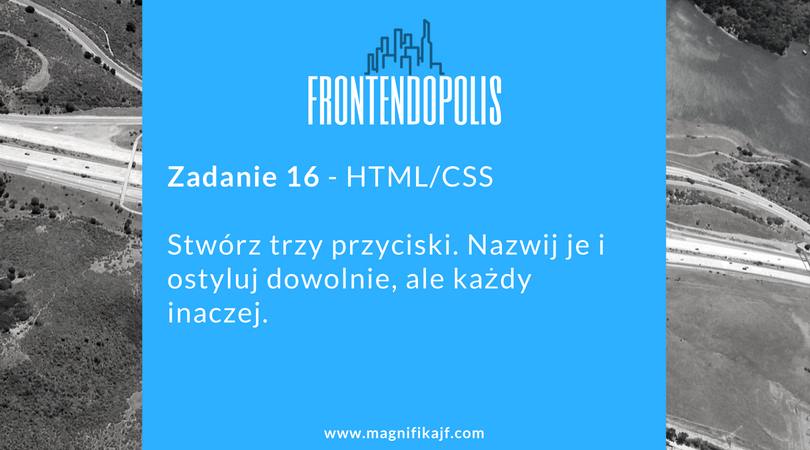 FRONTENDOPOLIS
Zadanie 16 - HTML/CSS
Stwórz trzy przyciski. Nazwij je i
ostyluj dowolnie, ale każdy
inaczej.
www.magnifikajf.com